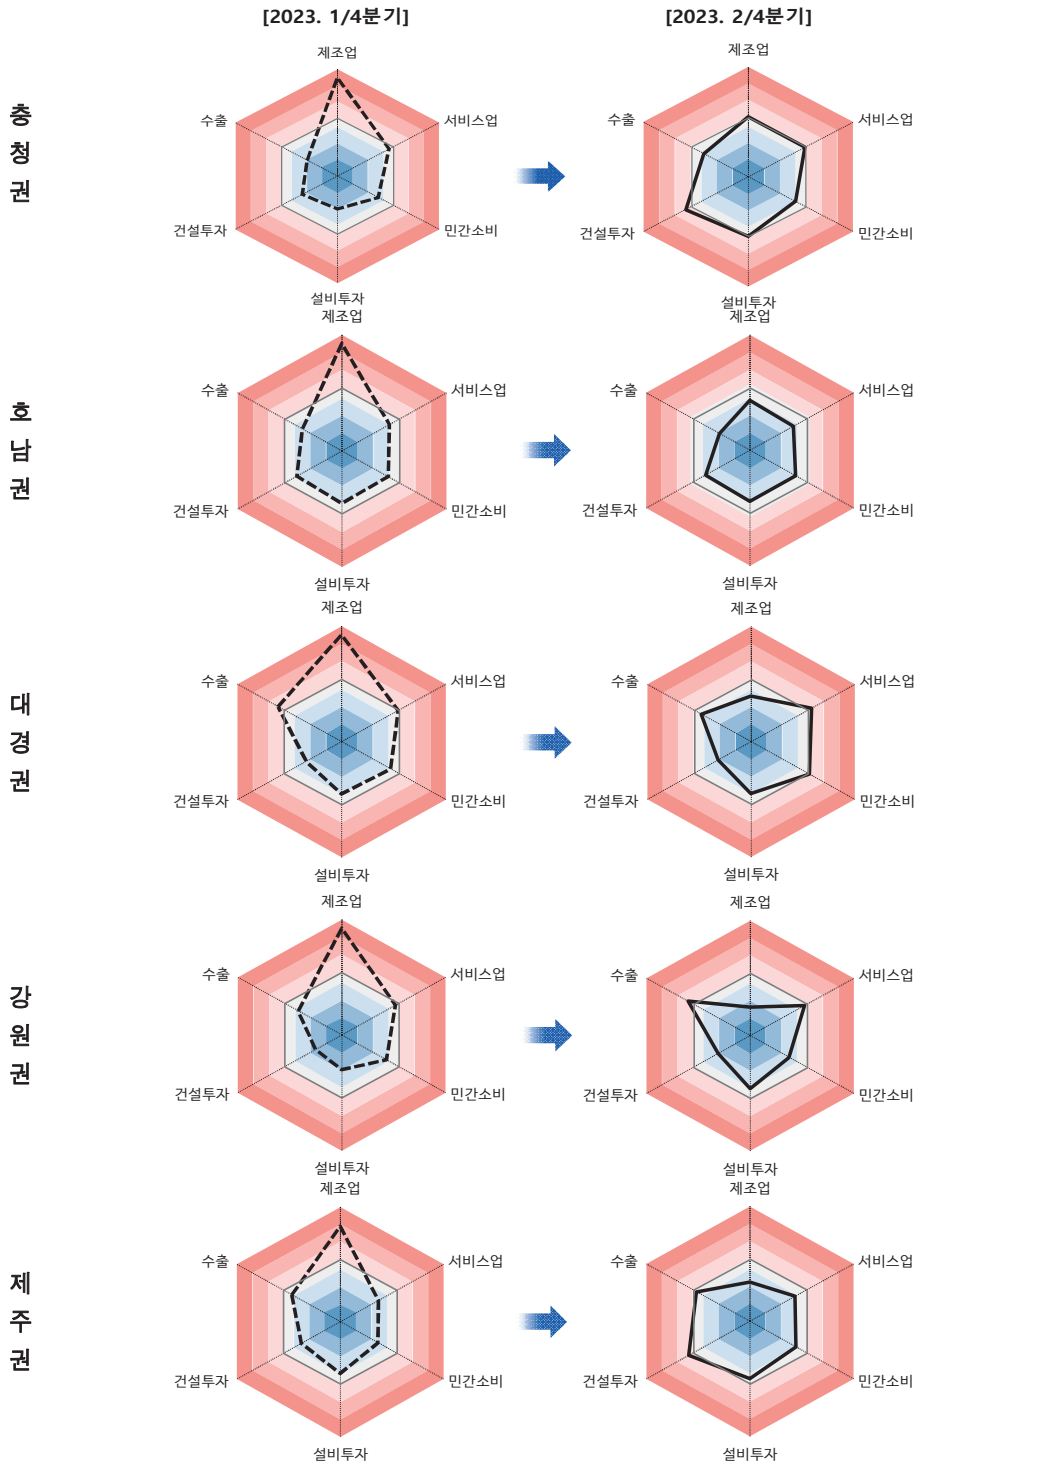 [2023. 1/4분기]
[2023. 2/4분기]
충청권
제조업
수출
서비스업
건설투자
민간소비
설비투자
제조업
수출
서비스업
건설투자
민간소비
설비투자
호남권
제조업
수출
서비스업
건설투자
민간소비
설비투자
제조업
수출
서비스업
건설투자
민간소비
설비투자
대경권
제조업
수출
서비스업
건설투자
민간소비
설비투자
제조업
수출
서비스업
건설투자
민간소비
설비투자
강원권
제조업
수출
서비스업
건설투자
민간소비
설비투자
제조업
수출
서비스업
건설투자
민간소비
설비투자
제주권
제조업
수출
서비스업
건설투자
민간소비
설비투자
제조업
수출
서비스업
건설투자
민간소비
설비투자